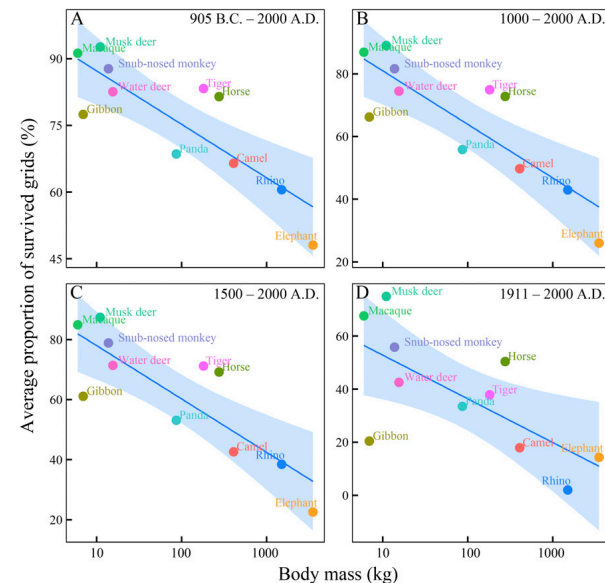 A 905 B.C. – 2000 A.D.
Musk deer
Macaque
Snub-nosed monkey
Water deer
Tiger
Horse
Gibbon
Panda
Camel
Rhino
Elephant
90
75
60
45
B 1000 – 2000 A.D.
Musk deer
Macaque
Snub-nosed monkey
Water deer
Tiger
Horse
Gibbon
Panda
Camel
Rhino
Elephant
80
60
40
20
C 1500 – 2000 A.D.
Musk deer
Macaque
Snub-nosed monkey
Water deer
Tiger
Horse
Gibbon
Panda
Camel
Rhino
Elephant
80
60
40
20
10 100 1000
D 1911 – 2000 A.D.
Musk deer
Macaque
Snub-nosed monkey
Horse
Water deer
Tiger
Panda
Gibbon
Camel
Elephant
Rhino
60
40
20
0
10 100 1000
Average proportion of survived grids (%)
Body mass (kg)